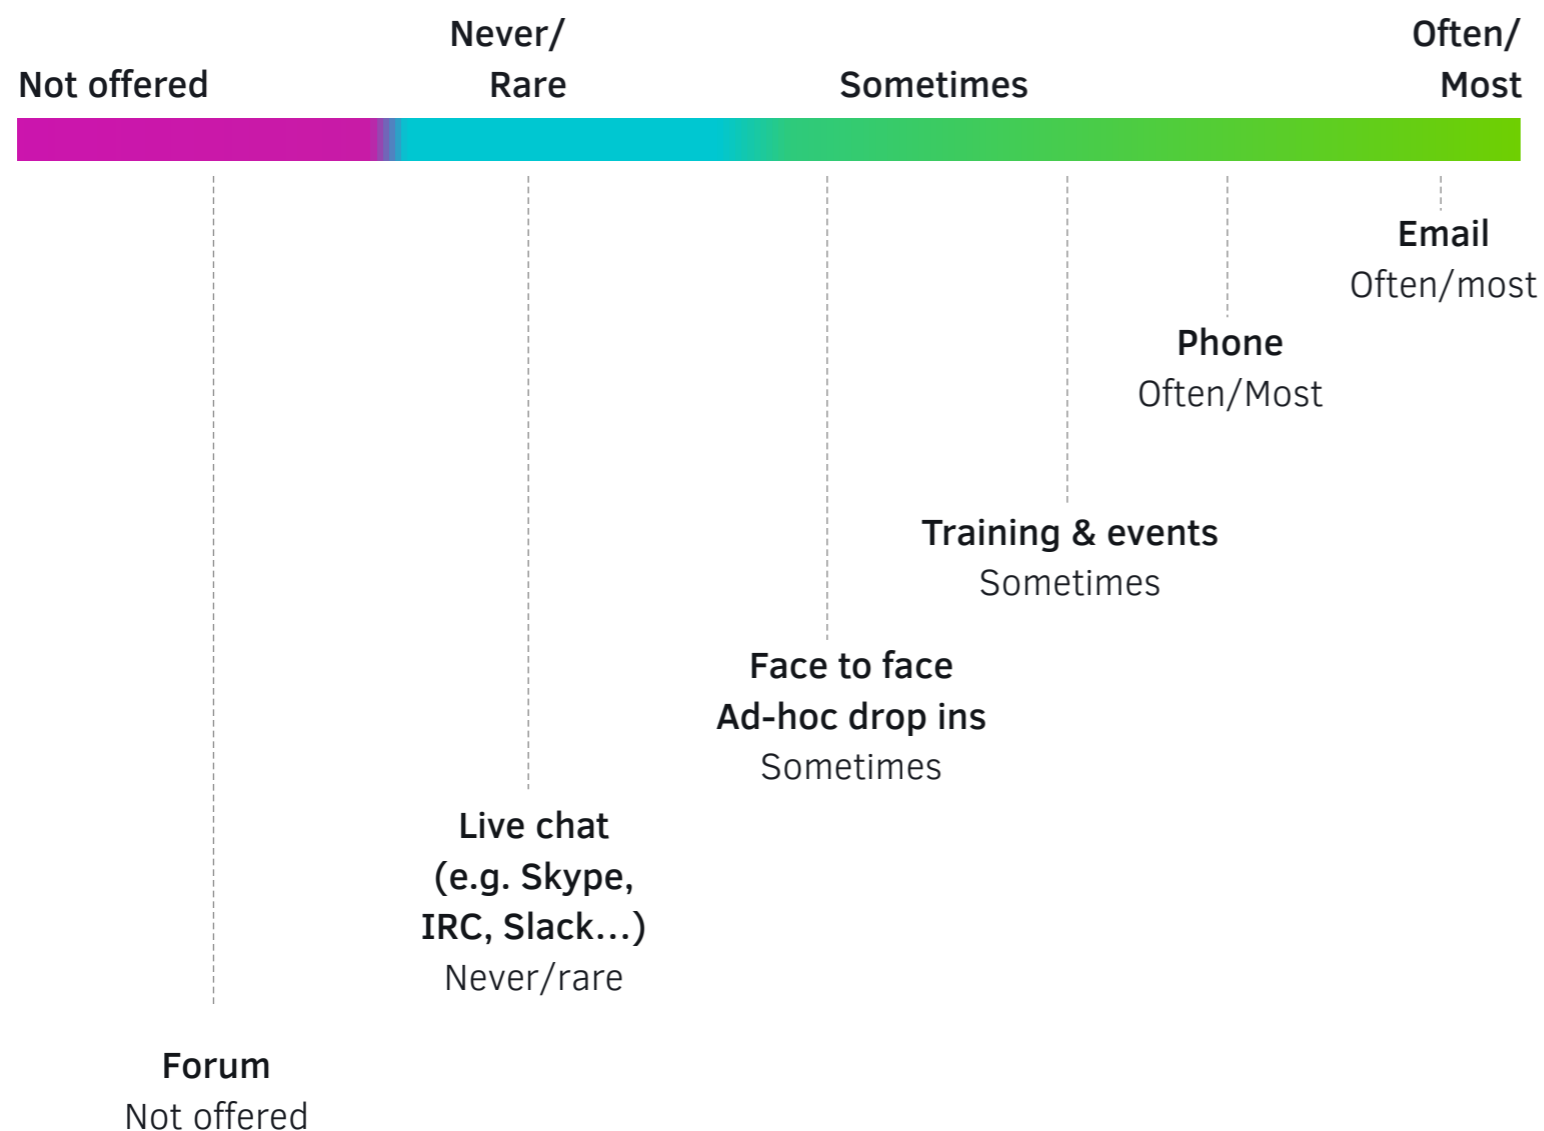 Not offered
Never/
Rare
Sometimes
Often/
Most
Email
Often/most
Phone
Often/Most
Training & events
Sometimes
Face to face
Ad-hoc drop ins
Sometimes
Live chat
(e.g. Skype,
IRC, Slack...)
Never/rare
Forum
Not offered